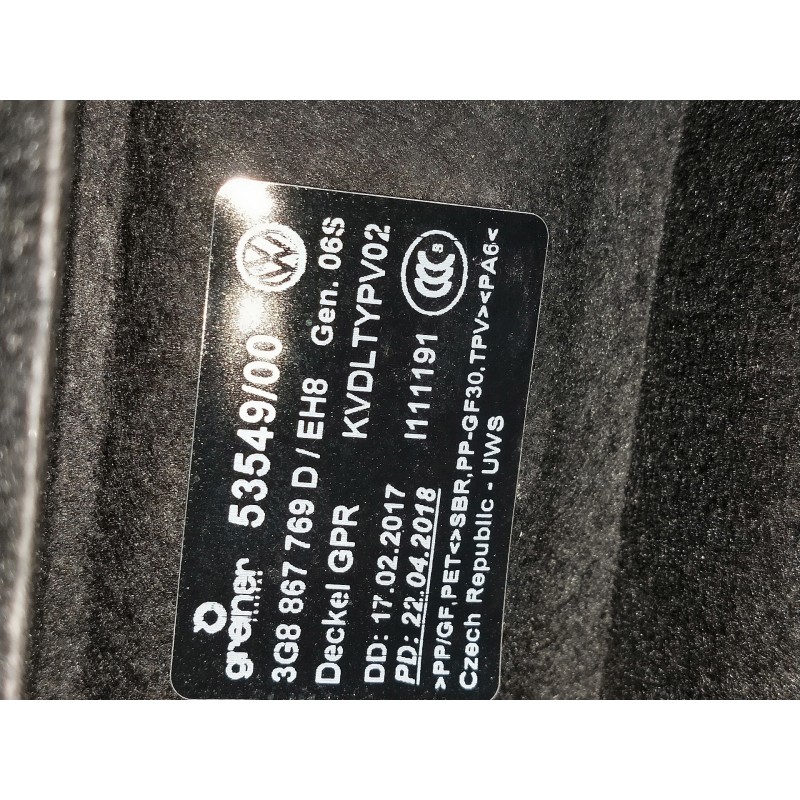 greiner 53549/00
3G8 867 769 D / EH8 Gen. 06S
Deckel GPR KVDLTYPV02
DD: 17.02.2017 I111191
PD: 22.04.2018 CCC S
>PP/GF,PET<>SBR,PP-GF30,TPV><PA6<
Czech Republic - UWS